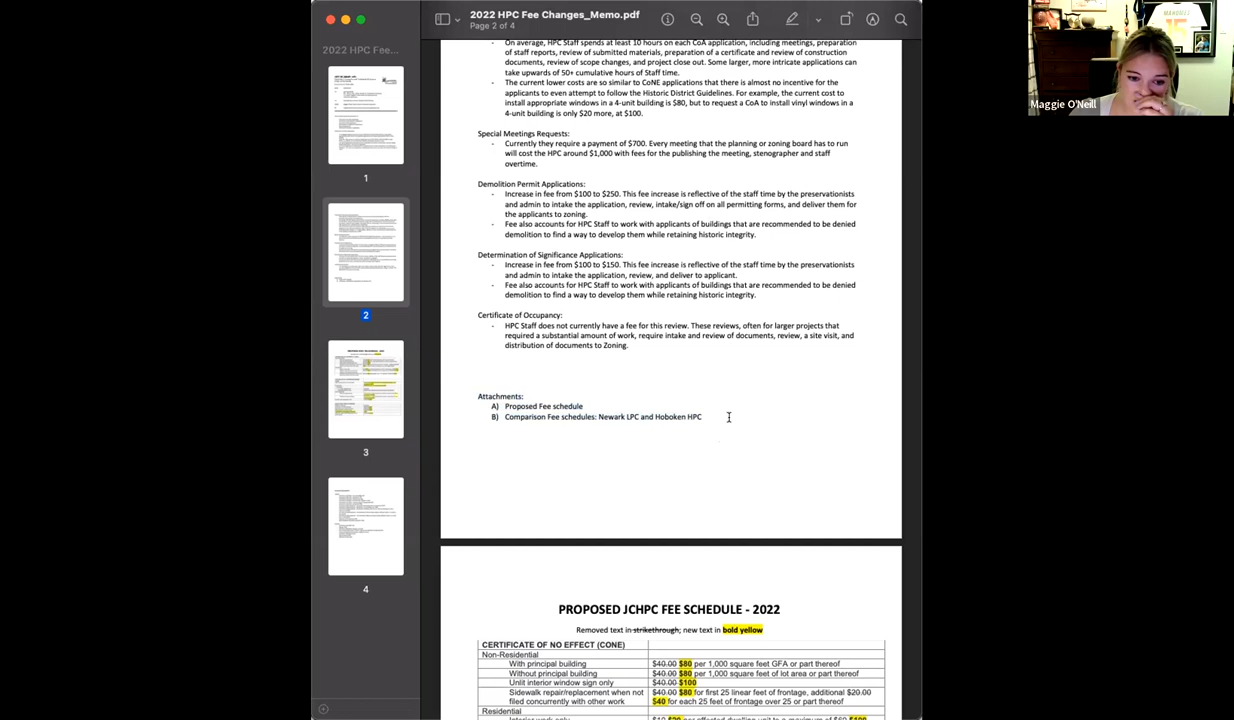 2022 HPC Fee Changes_Memo.pdf
Page 2 of 4
2022 HPC Fee...
1
2
3
4
- On average, HPC Staff spends at least 10 hours on each CoA application, including meetings, preparation
of staff reports, review of submitted materials, preparation of a certificate and review of construction
documents, review of scope changes, and project close out. Some larger, more intricate applications can
take upwards of 50+ cumulative hours of Staff time.
- The current lower costs are so similar to CoNE applications that there is almost no incentive for the
applicants to even attempt to follow the Historic District Guidelines. For example, the current cost to
install appropriate windows in a 4-unit building is $80, but to request a CoA to install vinyl windows in a
4-unit building is only $20 more, at $100.
Special Meetings Requests:
- Currently they require a payment of $700. Every meeting that the planning or zoning board has to run
will cost the HPC around $1,000 with fees for the publishing the meeting, stenographer and staff
overtime.
Demolition Permit Applications:
- Increase in fee from $100 to $250. This fee increase is reflective of the staff time by the preservationists
and admin to intake the application, review, intake/sign off on all permitting forms, and deliver them for
the applicants to zoning.
- Fee also accounts for HPC Staff to work with applicants of buildings that are recommended to be denied
demolition to find a way to develop them while retaining historic integrity.
Determination of Significance Applications:
- Increase in fee from $100 to $150. This fee increase is reflective of the staff time by the preservationists
and admin to intake the application, review, and deliver to applicant.
- Fee also accounts for HPC Staff to work with applicants of buildings that are recommended to be denied
demolition to find a way to develop them while retaining historic integrity.
Certificate of Occupancy:
- HPC Staff does not currently have a fee for this review. These reviews, often for larger projects that
required a substantial amount of work, require intake and review of documents, review, a site visit, and
distribution of documents to Zoning.
Attachments:
A) Proposed Fee schedule
B) Comparison Fee schedules: Newark LPC and Hoboken HPC
PROPOSED JCHPC FEE SCHEDULE - 2022
Removed text in strikethrough; new text in bold yellow
CERTIFICATE OF NO EFFECT (CONE)
Non-Residential
With principal building $40.00 $80 per 1,000 square feet GFA or part thereof
Without principal building $40.00 $80 per 1,000 square feet of lot area or part thereof
Unlit interior window sign only $40.00 $100
Sidewalk repair/replacement when not $40.00 $80 for first 25 linear feet of frontage, additional $20.00
filed concurrently with other work $40 for each 25 feet of frontage over 25 or part thereof
Residential
Maggie O'Neill
MAHOMES
15